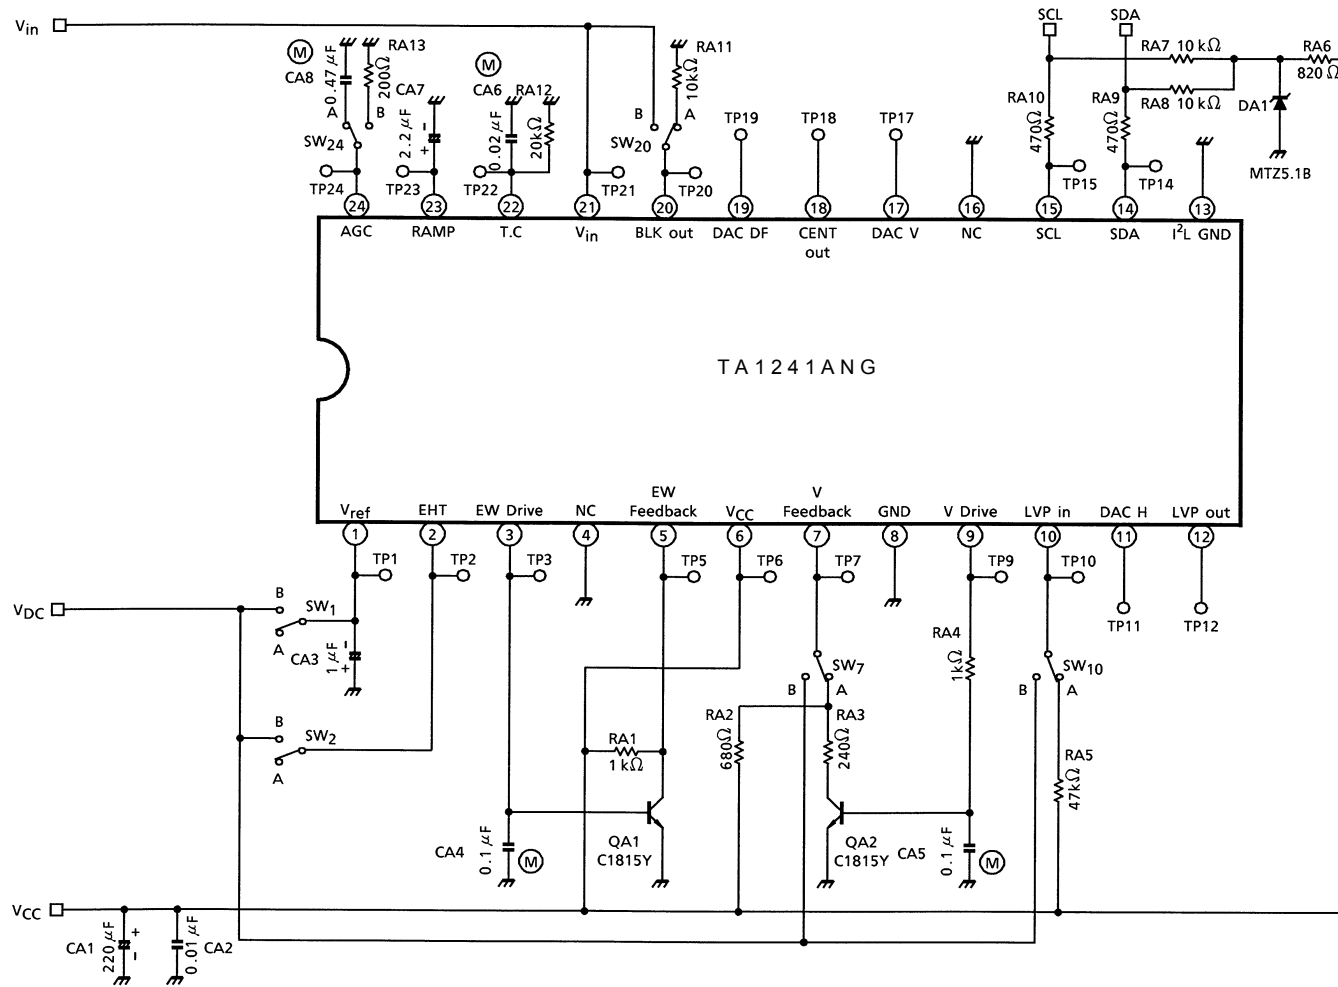 Vin
SCL
SDA
M
CA8
0.47 μF
RA13
200Ω
A
B
SW24
TP24
CA7
2.2 μF
−
+
TP23
M
CA6
0.02 μF
RA12
20kΩ
TP22
TP21
RA11
10kΩ
B
A
SW20
TP20
TP19
TP18
TP17
RA7 10 kΩ
RA8 10 kΩ
RA6
820 Ω
RA10
470Ω
RA9
470Ω
DA1
MTZ5.1B
TP15
TP14
24
23
22
21
20
19
18
17
16
15
14
13
AGC
RAMP
T.C
Vin
BLK out
DAC DF
CENT
out
DAC V
NC
SCL
SDA
I²L GND
TA1241ANG
Vref
EHT
EW Drive
NC
EW
Feedback
VCC
V
Feedback
GND
V Drive
LVP in
DAC H
LVP out
1
2
3
4
5
6
7
8
9
10
11
12
TP1
TP2
TP3
TP5
TP6
TP7
TP9
TP10
TP11
TP12
VDC
B
SW1
A
CA3
1 μF
−
+
B
SW2
A
RA1
1 kΩ
CA4
0.1 μF
M
QA1
C1815Y
SW7
B
A
RA2
680Ω
RA3
240Ω
RA4
1kΩ
QA2
C1815Y
CA5
0.1 μF
M
SW10
B
A
RA5
47kΩ
VCC
CA1
220 μF
+
−
0.01 μF
CA2